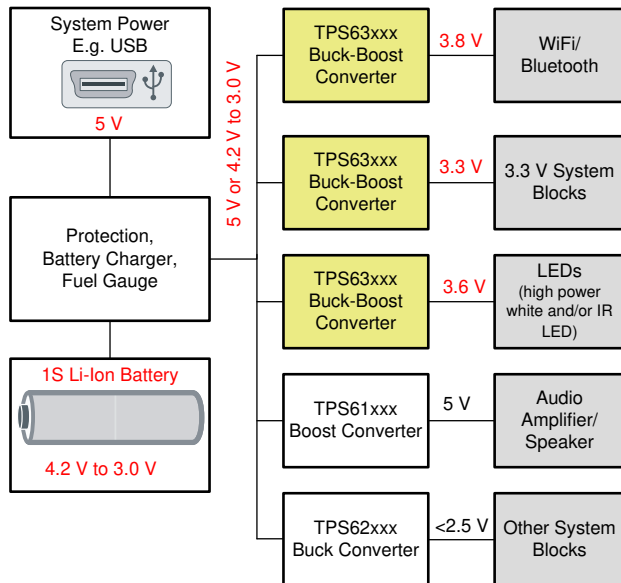 System Power
E.g. USB
5 V
Protection,
Battery Charger,
Fuel Gauge
1S Li-Ion Battery
4.2 V to 3.0 V
5 V or 4.2 V to 3.0 V
TPS63xxx
Buck-Boost
Converter
3.8 V
WiFi/
Bluetooth
TPS63xxx
Buck-Boost
Converter
3.3 V
3.3 V System
Blocks
TPS63xxx
Buck-Boost
Converter
3.6 V
LEDs
(high power
white and/or IR
LED)
TPS61xxx
Boost Converter
5 V
Audio
Amplifier/
Speaker
TPS62xxx
Buck Converter
<2.5 V
Other System
Blocks